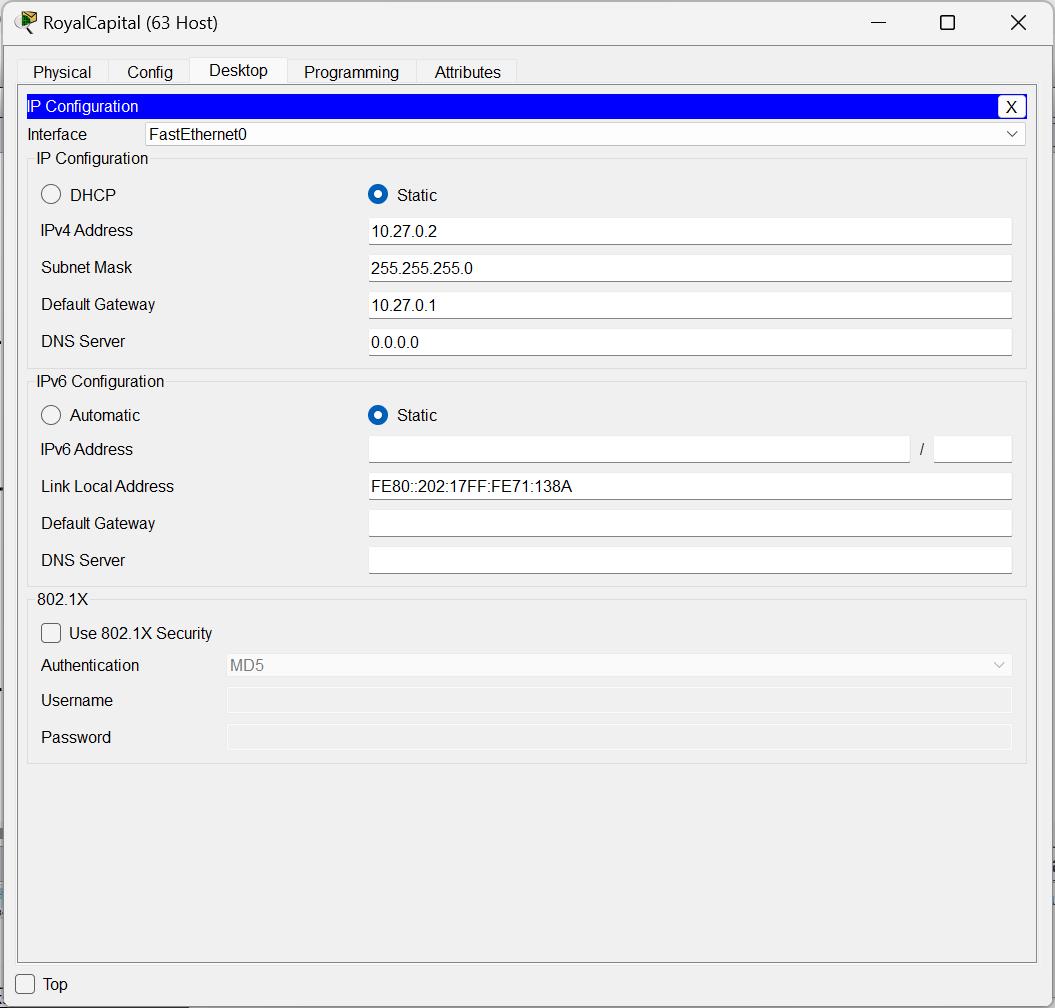 RoyalCapital (63 Host)
Physical Config Desktop Programming Attributes
IP Configuration X
Interface FastEthernet0
IP Configuration
DHCP Static
IPv4 Address 10.27.0.2
Subnet Mask 255.255.255.0
Default Gateway 10.27.0.1
DNS Server 0.0.0.0
IPv6 Configuration
Automatic Static
IPv6 Address /
Link Local Address FE80::202:17FF:FE71:138A
Default Gateway
DNS Server
802.1X
Use 802.1X Security
Authentication MD5
Username
Password
Top